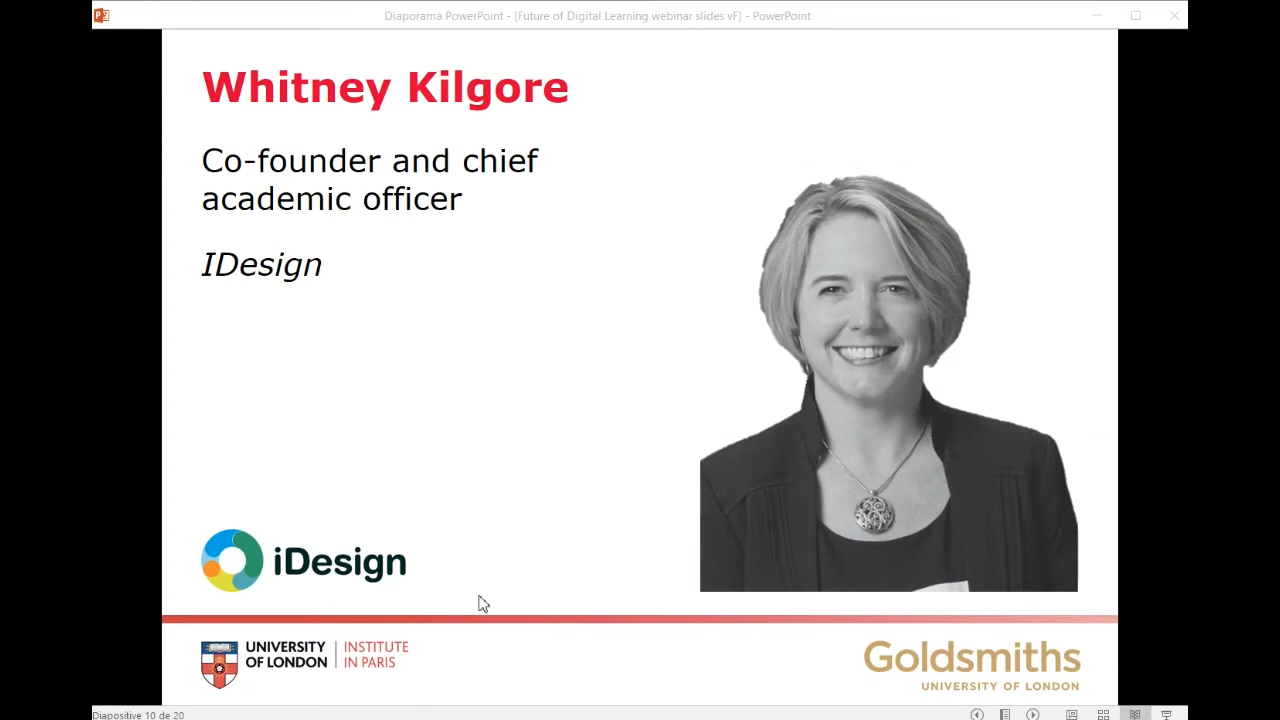 Diaporama PowerPoint - [Future of Digital Learning webinar slides vF] - PowerPoint
Whitney Kilgore
Co-founder and chief
academic officer
IDesign
iDesign
UNIVERSITY
OF LONDON
INSTITUTE
IN PARIS
Goldsmiths
UNIVERSITY OF LONDON
Diapositive 10 de 20